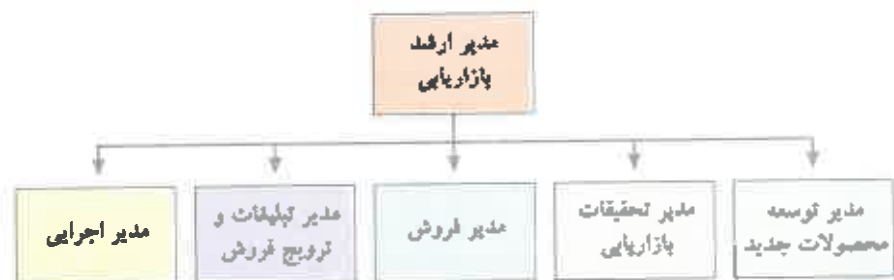 مدیر ارشد
بازاریابی
مدیر توسعه
محصولات جدید
مدیر تحقیقات
بازاریابی
مدیر فروش
مدیر تبلیغات و
ترویج فروش
مدیر اجرایی